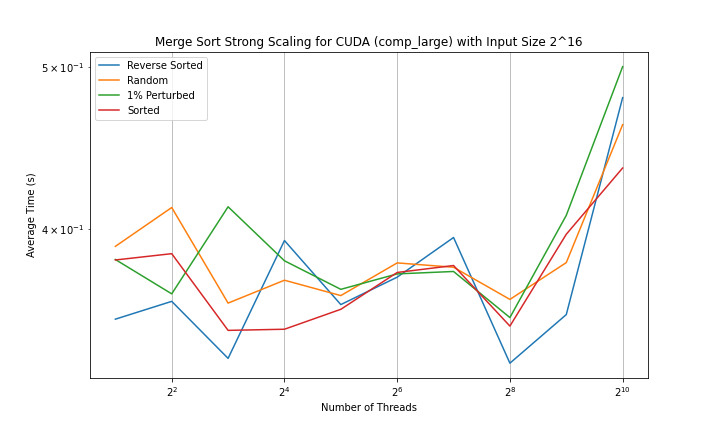 Merge Sort Strong Scaling for CUDA (comp_large) with Input Size 2^16
Reverse Sorted
Random
1% Perturbed
Sorted
5 × 10⁻¹
4 × 10⁻¹
Average Time (s)
2² 2⁴ 2⁶ 2⁸ 2¹⁰
Number of Threads